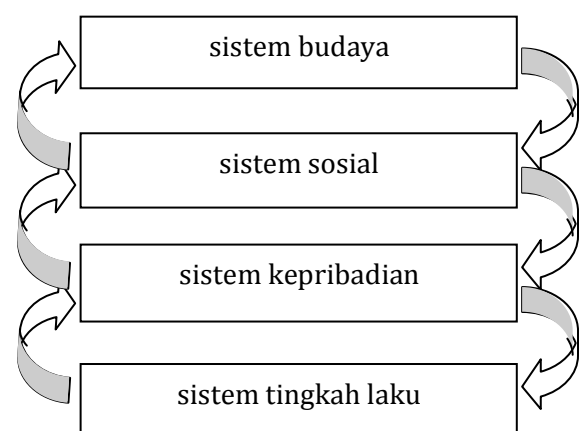 sistem budaya
sistem sosial
sistem kepribadian
sistem tingkah laku